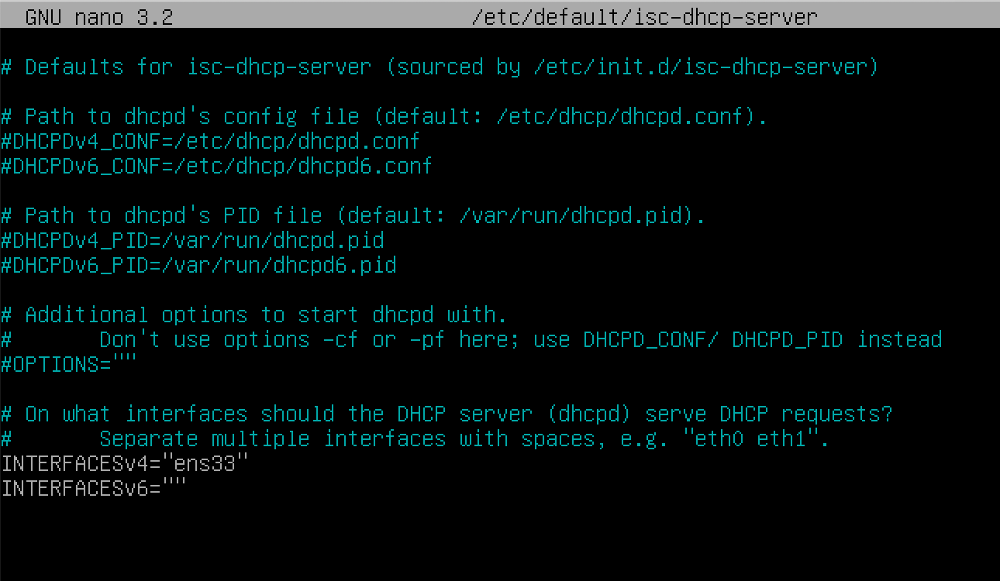 GNU nano 3.2 /etc/default/isc-dhcp-server
# Defaults for isc-dhcp-server (sourced by /etc/init.d/isc-dhcp-server)
# Path to dhcpd's config file (default: /etc/dhcp/dhcpd.conf).
#DHCPDv4_CONF=/etc/dhcp/dhcpd.conf
#DHCPDv6_CONF=/etc/dhcp/dhcpd6.conf
# Path to dhcpd's PID file (default: /var/run/dhcpd.pid).
#DHCPDv4_PID=/var/run/dhcpd.pid
#DHCPDv6_PID=/var/run/dhcpd6.pid
# Additional options to start dhcpd with.
#       Don't use options -cf or -pf here; use DHCPD_CONF/ DHCPD_PID instead
#OPTIONS=""
# On what interfaces should the DHCP server (dhcpd) serve DHCP requests?
#       Separate multiple interfaces with spaces, e.g. "eth0 eth1".
INTERFACESv4="ens33"
INTERFACESv6=""